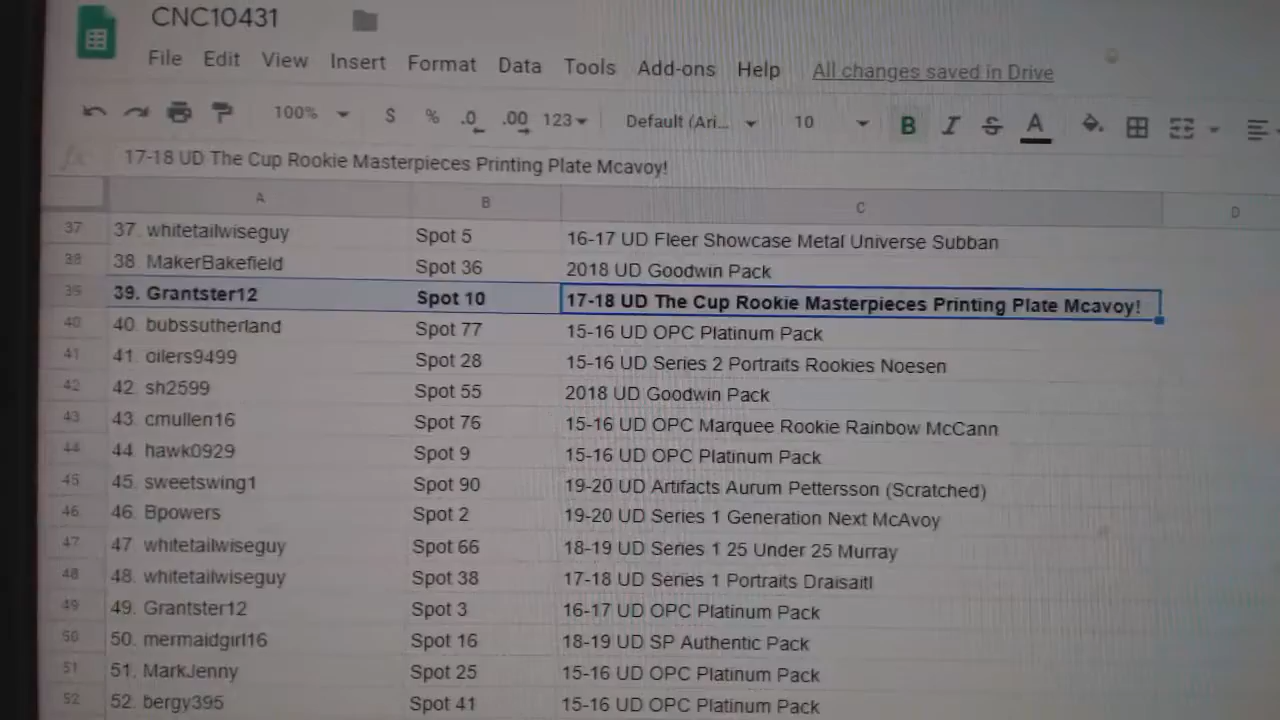 CNC10431
File Edit View Insert Format Data Tools Add-ons Help All changes saved in Drive
100% $ % .0 .00 123 Default (Ari... 10 B I S A
fx 17-18 UD The Cup Rookie Masterpieces Printing Plate Mcavoy!
A B C D
37 37. whitetailwiseguy Spot 5 16-17 UD Fleer Showcase Metal Universe Subban
38 38. MakerBakefield Spot 36 2018 UD Goodwin Pack
39 39. Grantster12 Spot 10 17-18 UD The Cup Rookie Masterpieces Printing Plate Mcavoy!
40 40. bubssutherland Spot 77 15-16 UD OPC Platinum Pack
41 41. oilers9499 Spot 28 15-16 UD Series 2 Portraits Rookies Noesen
42 42. sh2599 Spot 55 2018 UD Goodwin Pack
43 43. cmullen16 Spot 76 15-16 UD OPC Marquee Rookie Rainbow McCann
44 44. hawk0929 Spot 9 15-16 UD OPC Platinum Pack
45 45. sweetswing1 Spot 90 19-20 UD Artifacts Aurum Pettersson (Scratched)
46 46. Bpowers Spot 2 19-20 UD Series 1 Generation Next McAvoy
47 47. whitetailwiseguy Spot 66 18-19 UD Series 1 25 Under 25 Murray
48 48. whitetailwiseguy Spot 38 17-18 UD Series 1 Portraits Draisaitl
49 49. Grantster12 Spot 3 16-17 UD OPC Platinum Pack
50 50. mermaidgirl16 Spot 16 18-19 UD SP Authentic Pack
51 51. MarkJenny Spot 25 15-16 UD OPC Platinum Pack
52 52. bergy395 Spot 41 15-16 UD OPC Platinum Pack